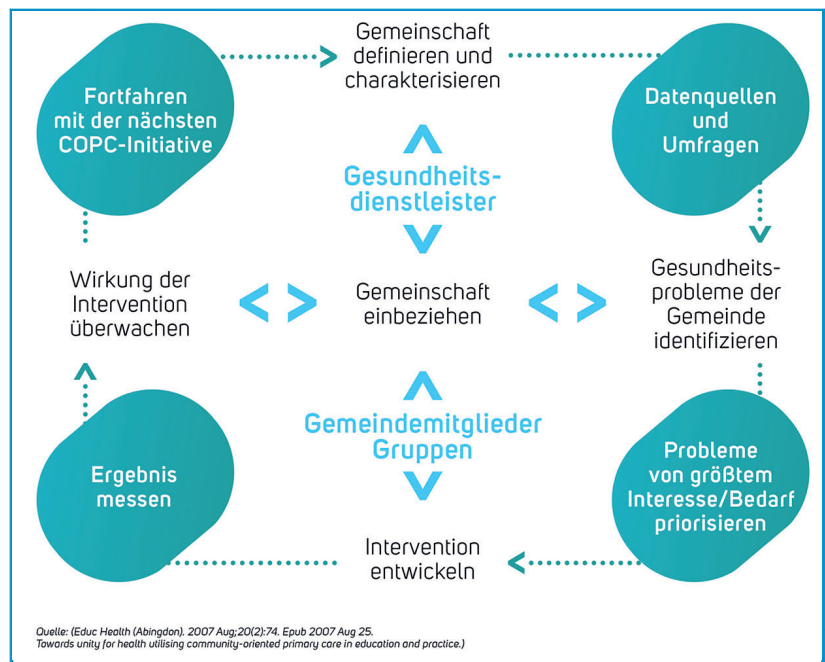 Gemeinschaft
definieren und
charakterisieren
Fortfahren
mit der nächsten
COPC-Initiative
Datenquellen
und
Umfragen
Gesundheits-
dienstleister
Wirkung der
Intervention
überwachen
Gemeinschaft
einbeziehen
Gesundheits-
probleme der
Gemeinde
identifizieren
Gemeindemitglieder
Gruppen
Ergebnis
messen
Probleme
von größtem
Interesse/Bedarf
priorisieren
Intervention
entwickeln
Quelle: (Educ Health (Abingdon). 2007 Aug;20(2):74. Epub 2007 Aug 25.
Towards unity for health utilising community-oriented primary care in education and practice.)